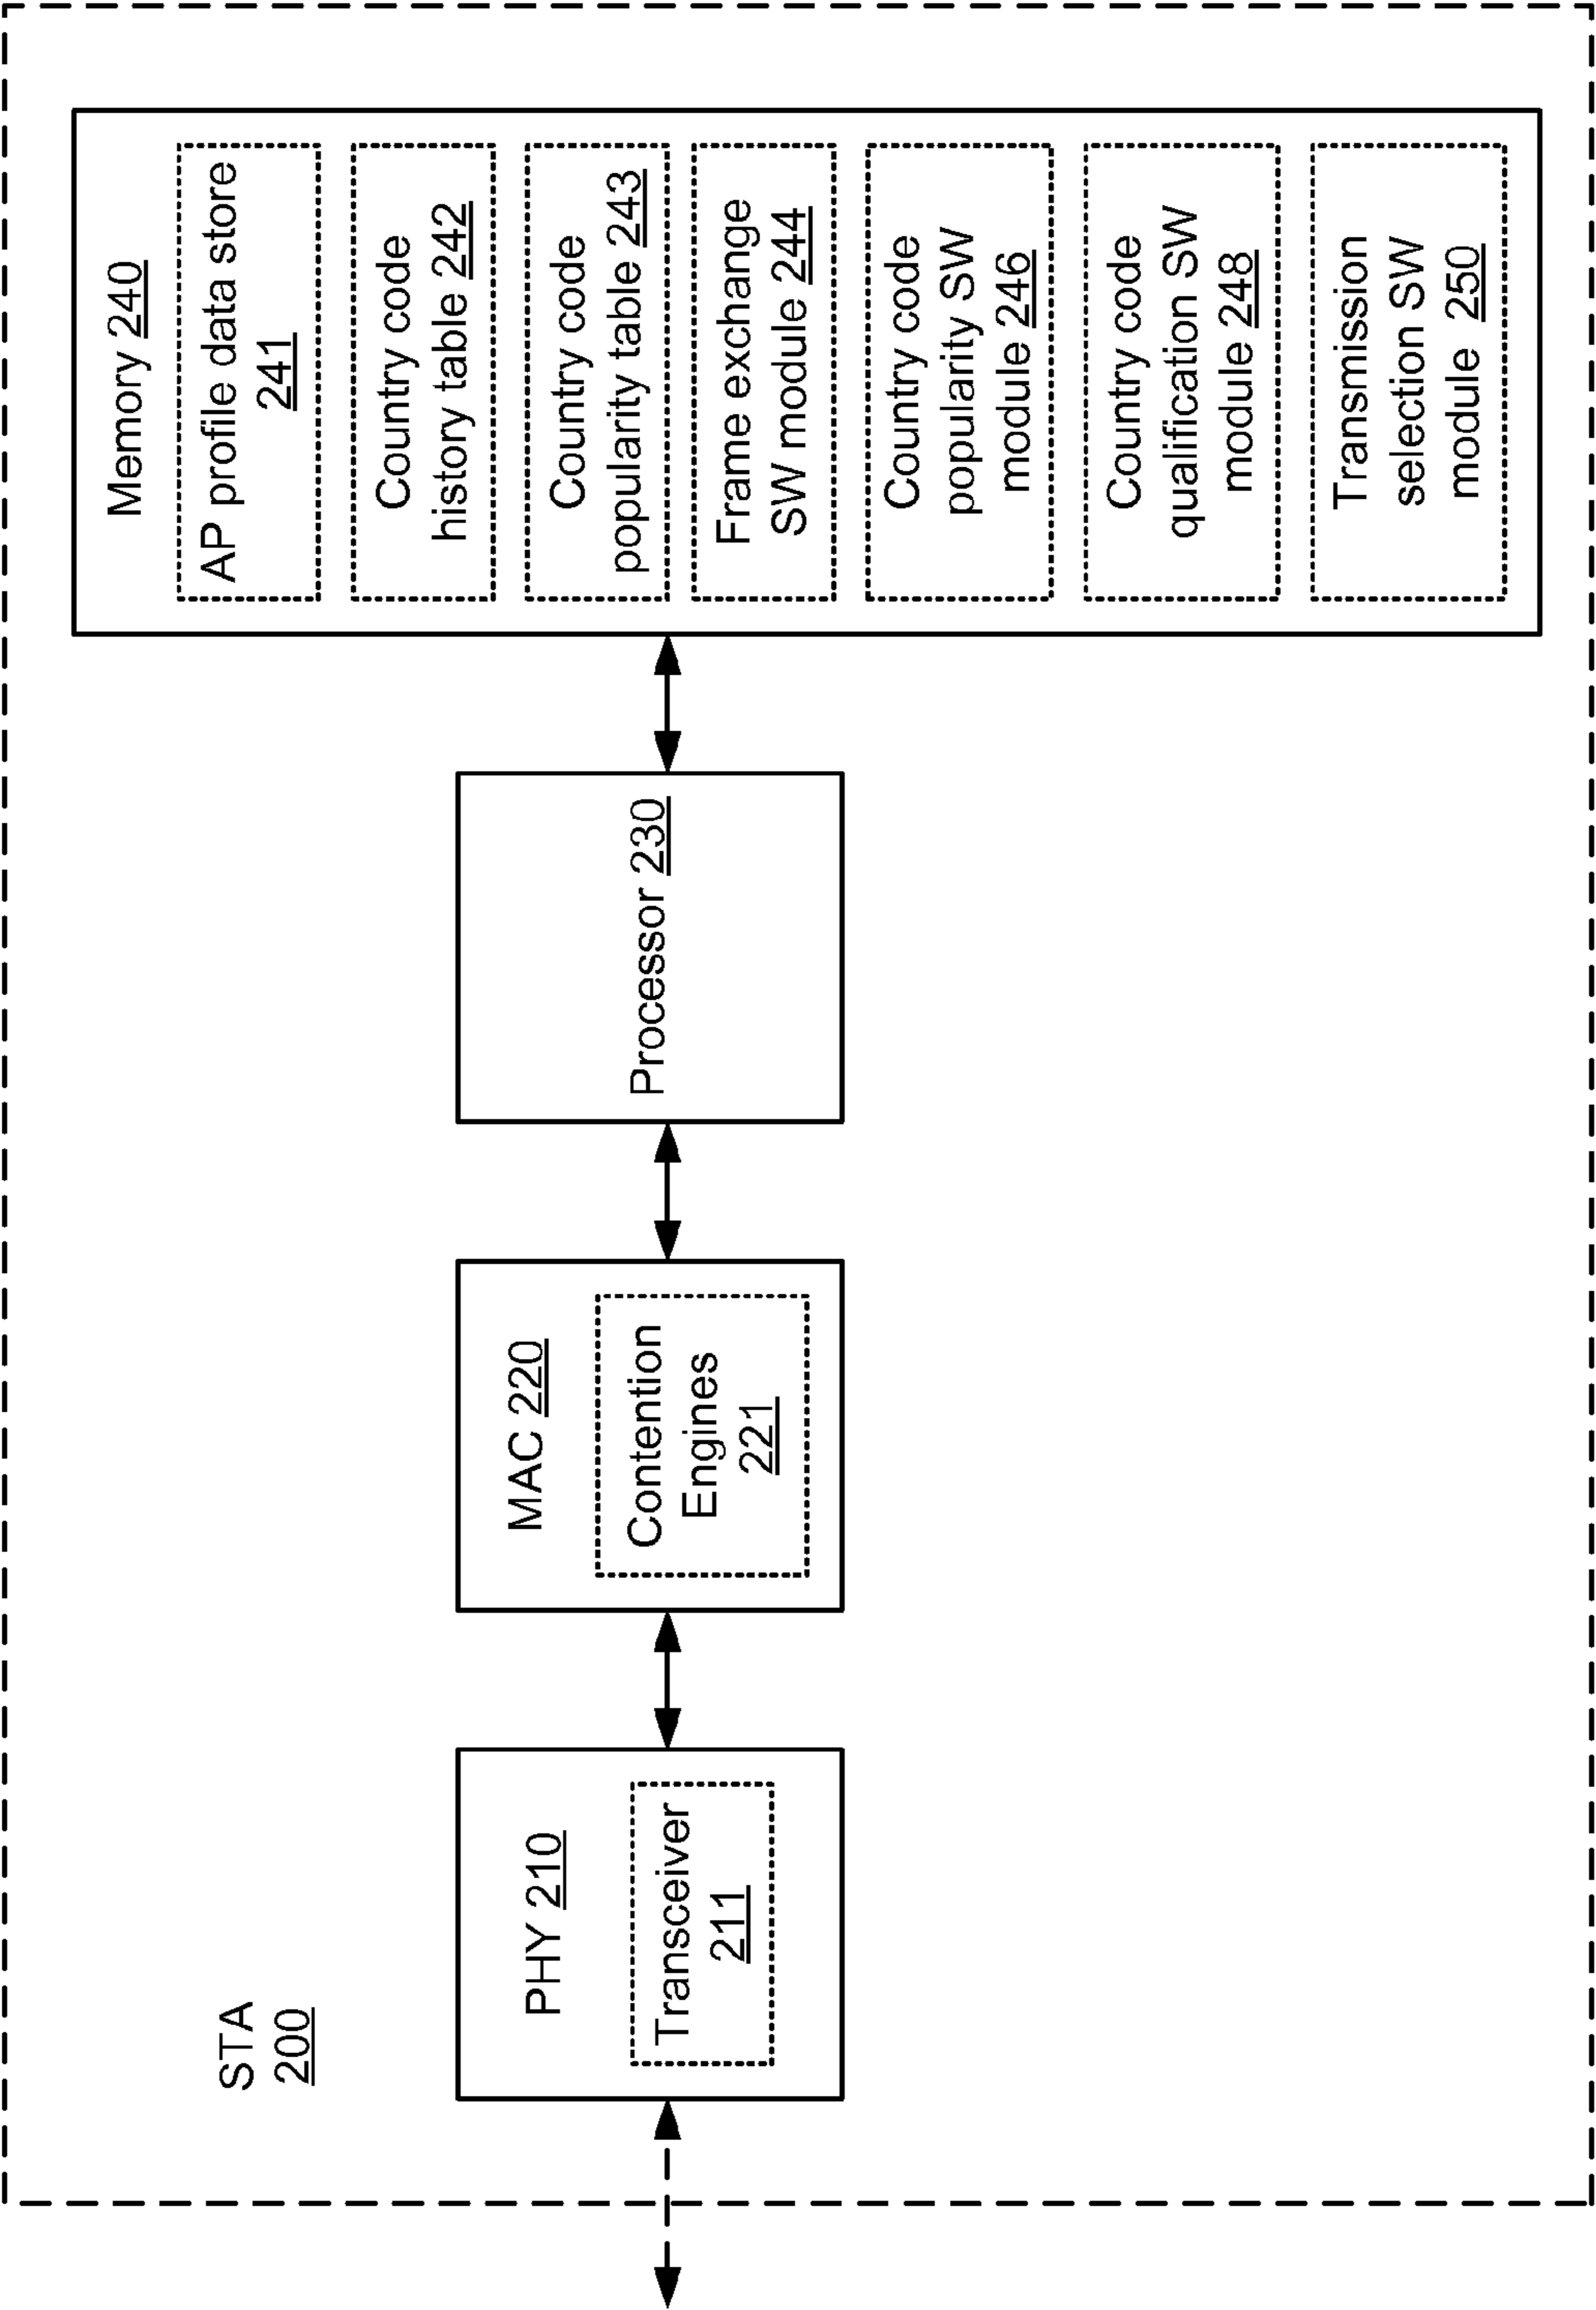 STA
200
PHY 210
Transceiver
211
MAC 220
Contention
Engines
221
Processor 230
Memory 240
AP profile data store
241
Country code
history table 242
Country code
popularity table 243
Frame exchange
SW module 244
Country code
popularity SW
module 246
Country code
qualification SW
module 248
Transmission
selection SW
module 250